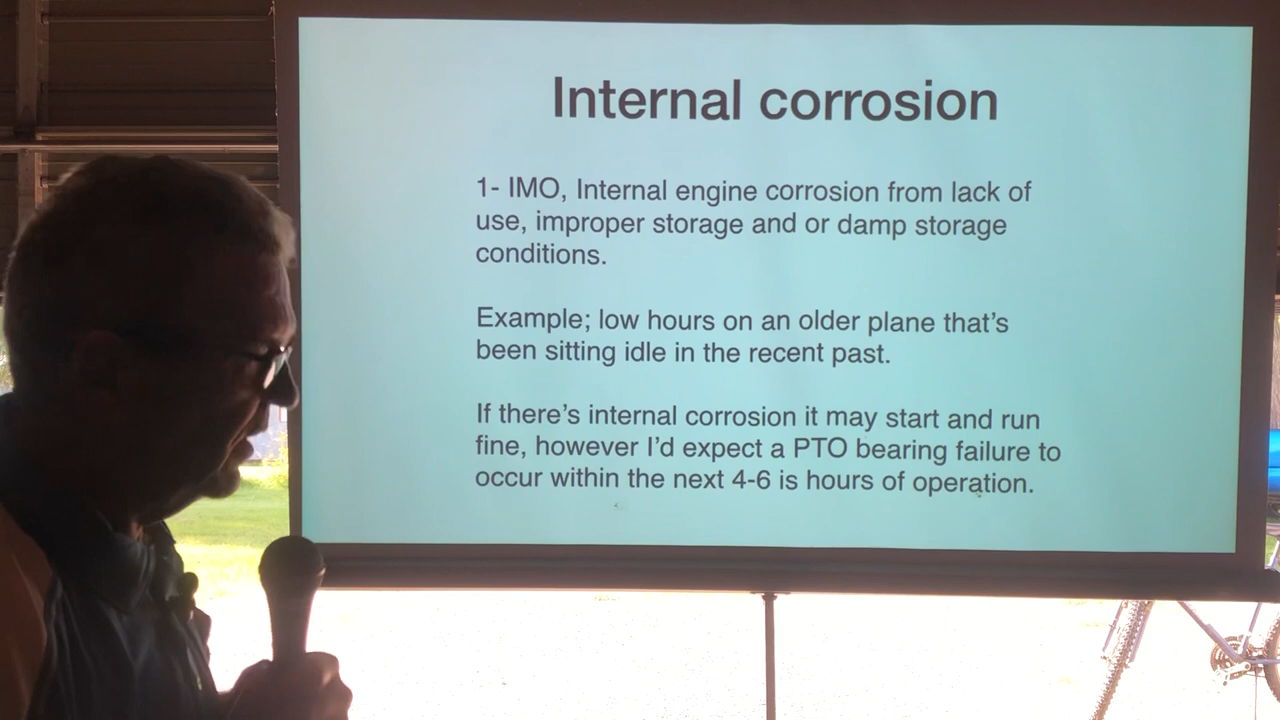 Internal corrosion
1- IMO, Internal engine corrosion from lack of
use, improper storage and or damp storage
conditions.
Example; low hours on an older plane that's
been sitting idle in the recent past.
If there's internal corrosion it may start and run
fine, however I'd expect a PTO bearing failure to
occur within the next 4-6 is hours of operation.